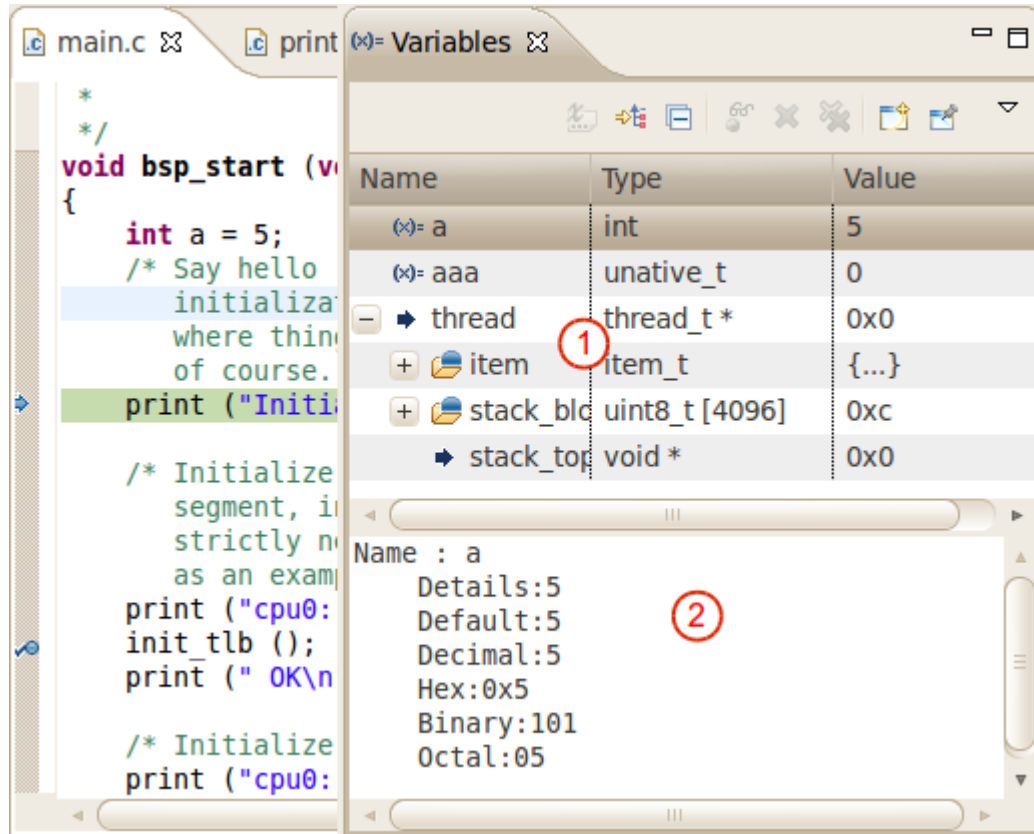 main.c
print
*
*/
void bsp_start (v
{
int a = 5;
/* Say hello
initializat
where thing
of course.
print ("Initia
/* Initialize
segment, i
strictly n
as an examp
print ("cpu0:
init_tlb ();
print (" OK\n
/* Initialize
print ("cpu0:
(x)= Variables
Name Type Value
(x)= a int 5
(x)= aaa unative_t 0
thread thread_t * 0x0
1
item item_t {...}
stack_blo uint8_t [4096] 0xc
stack_top void * 0x0
Name : a
Details:5
Default:5
2
Decimal:5
Hex:0x5
Binary:101
Octal:05